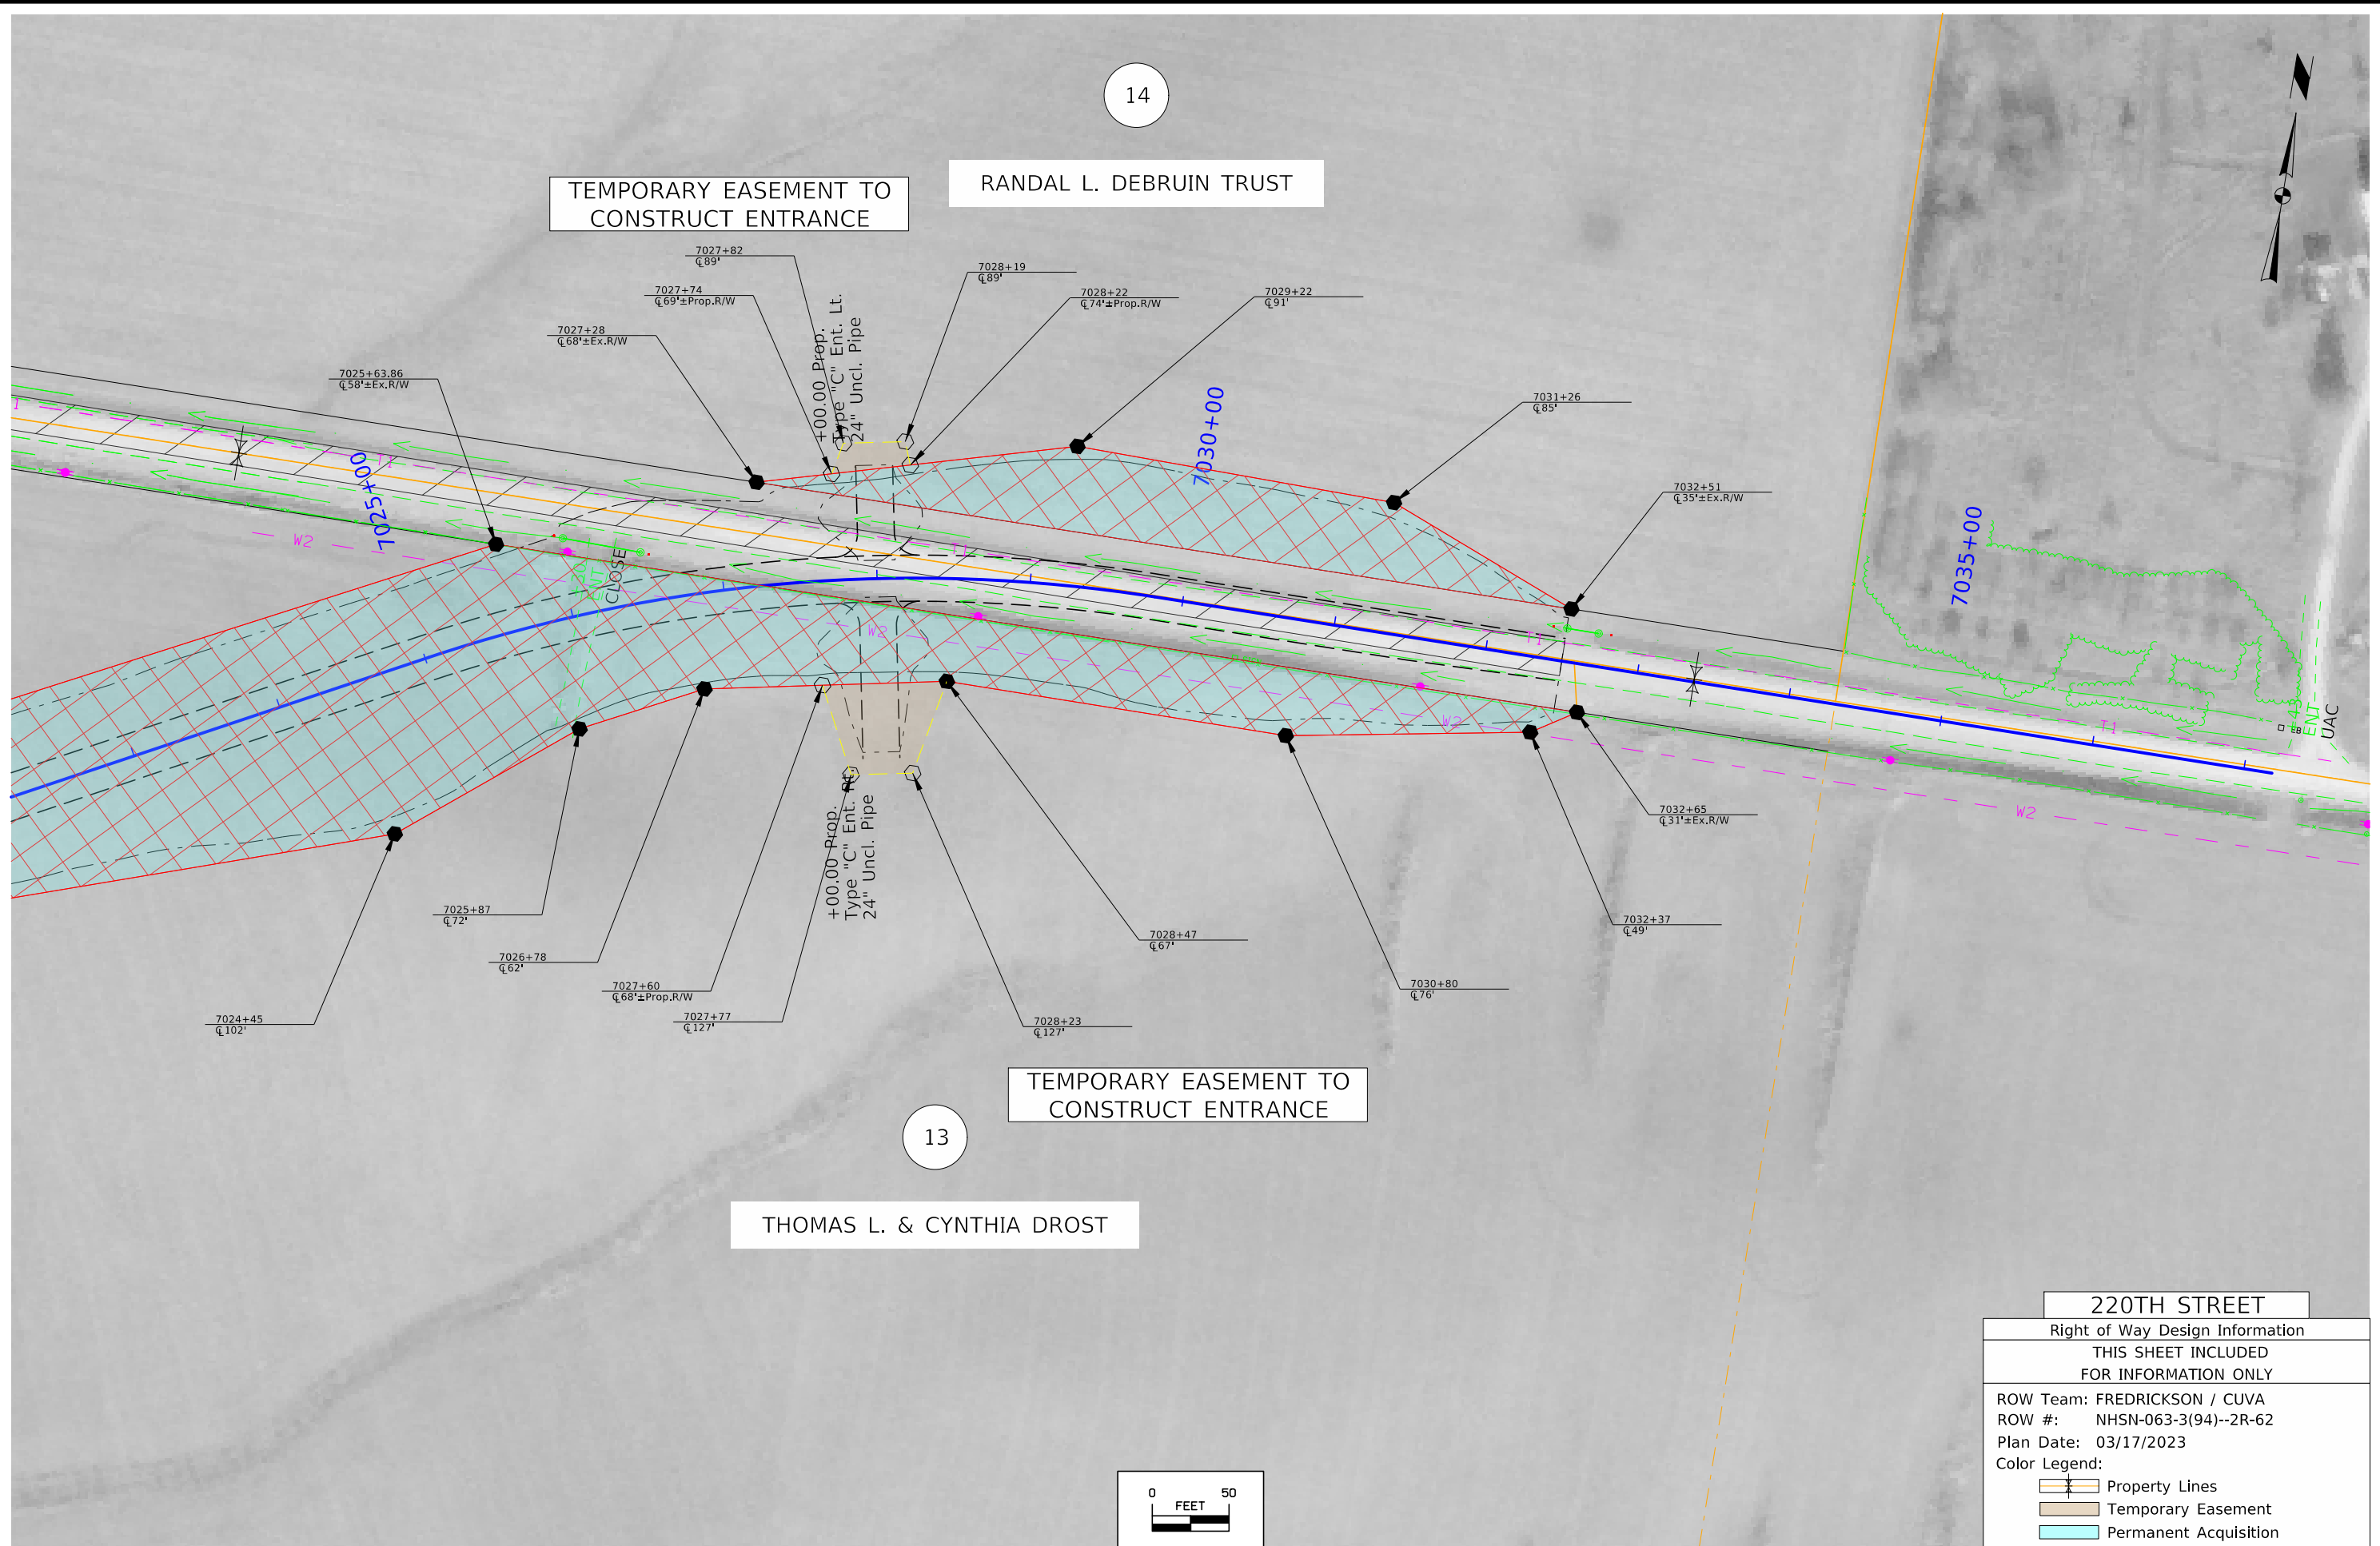 14
RANDAL L. DEBRUIN TRUST
TEMPORARY EASEMENT TO
CONSTRUCT ENTRANCE
7027+82
℄89'
7028+19
℄89'
7027+74
℄69'±Prop.R/W
7028+22
℄74'±Prop.R/W
7029+22
℄91'
7027+28
℄68'±Ex.R/W
+00.00 Prop.
Type "C" Ent. Lt.
24" Uncl. Pipe
7025+63.86
℄58'±Ex.R/W
7031+26
℄85'
7030+00
7032+51
℄35'±Ex.R/W
1
T1
7025+000
W2
7035+00
T1
CLOSE
ENT
W2
T1
W2
T1
EB
ENT
UAC
W2
7032+65
℄31'±Ex.R/W
+00.00 Prop.
Type "C" Ent. Rt.
24" Uncl. Pipe
7025+87
℄72'
7032+37
℄49'
7028+47
℄67'
7026+78
℄62'
7030+80
℄76'
7027+60
℄68'±Prop.R/W
7024+45
℄102'
7027+77
℄127'
7028+23
℄127'
TEMPORARY EASEMENT TO
CONSTRUCT ENTRANCE
13
THOMAS L. & CYNTHIA DROST
220TH STREET
Right of Way Design Information
THIS SHEET INCLUDED
FOR INFORMATION ONLY
ROW Team: FREDRICKSON / CUVA
ROW #: NHSN-063-3(94)--2R-62
Plan Date: 03/17/2023
Color Legend:
Property Lines
Temporary Easement
Permanent Acquisition
0 50
FEET